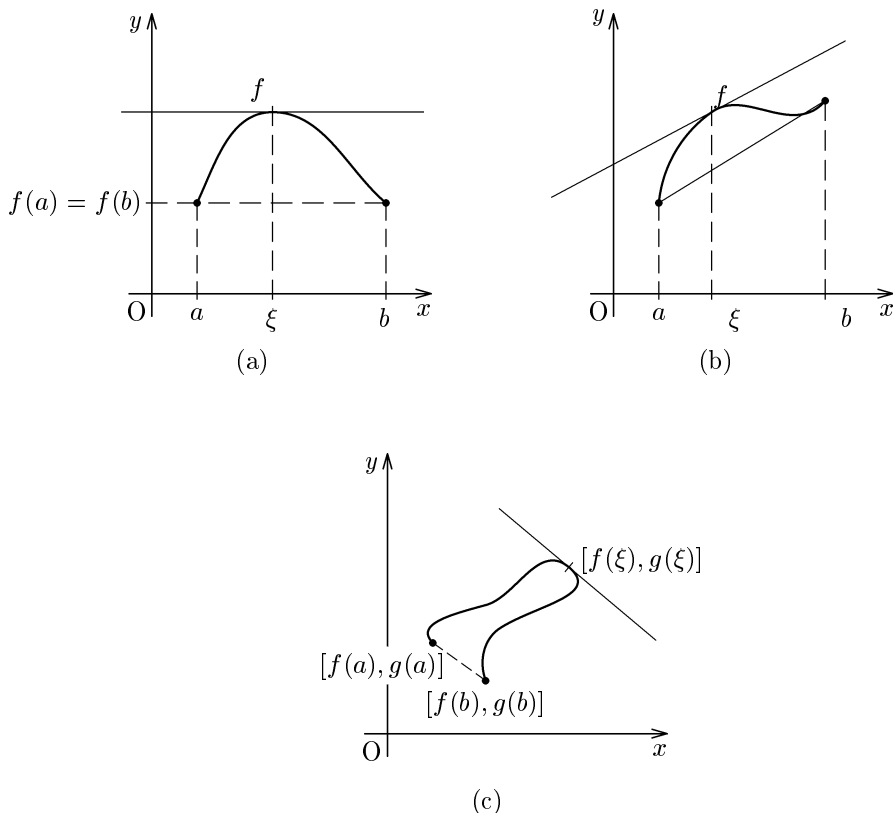 y
f
f(a) = f(b)
O a ξ b x
(a)
y
f
O a ξ b x
(b)
y
[f(ξ), g(ξ)]
[f(a), g(a)]
[f(b), g(b)]
O x
(c)